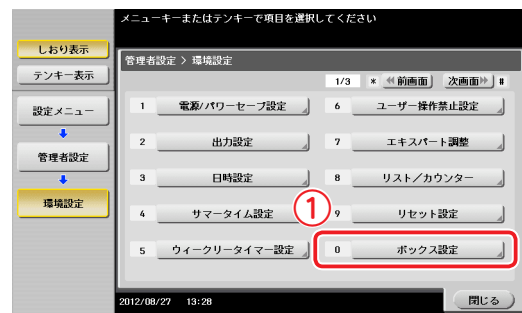 メニューキーまたはテンキーで項目を選択してください
しおり表示
テンキー表示
設定メニュー
管理者設定
環境設定
管理者設定 > 環境設定
1/3 * 前画面 次画面 #
1 電源/パワーセーブ設定 6 ユーザー操作禁止設定
2 出力設定 7 エキスパート調整
3 日時設定 8 リスト/カウンター
4 サマータイム設定 ① 9 リセット設定
5 ウィークリータイマー設定 0 ボックス設定
2012/08/27 13:28 閉じる